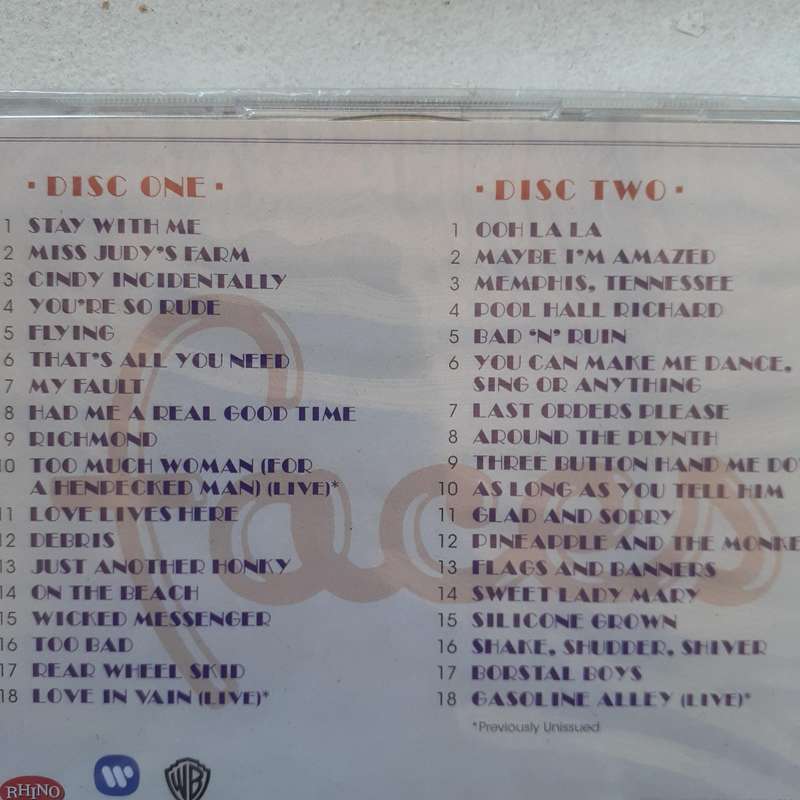 · DISC ONE ·
1 STAY WITH ME
2 MISS JUDY'S FARM
3 CINDY INCIDENTALLY
4 YOU'RE SO RUDE
5 FLYING
6 THAT'S ALL YOU NEED
7 MY FAULT
8 HAD ME A REAL GOOD TIME
9 RICHMOND
10 TOO MUCH WOMAN (FOR
A HENPECKED MAN) (LIVE)*
11 LOVE LIVES HERE
12 DEBRIS
13 JUST ANOTHER HONKY
14 ON THE BEACH
15 WICKED MESSENGER
16 TOO BAD
17 REAR WHEEL SKID
18 LOVE IN VAIN (LIVE)*
· DISC TWO ·
1 OOH LA LA
2 MAYBE I'M AMAZED
3 MEMPHIS, TENNESSEE
4 POOL HALL RICHARD
5 BAD 'N' RUIN
6 YOU CAN MAKE ME DANCE,
SING OR ANYTHING
7 LAST ORDERS PLEASE
8 AROUND THE PLYNTH
9 THREE BUTTON HAND ME DO
10 AS LONG AS YOU TELL HIM
11 GLAD AND SORRY
12 PINEAPPLE AND THE MONKE
13 FLAGS AND BANNERS
14 SWEET LADY MARY
15 SILICONE GROWN
16 SHAKE, SHUDDER, SHIVER
17 BORSTAL BOYS
18 GASOLINE ALLEY (LIVE)*
*Previously Unissued
faces
RHINO
W
WB